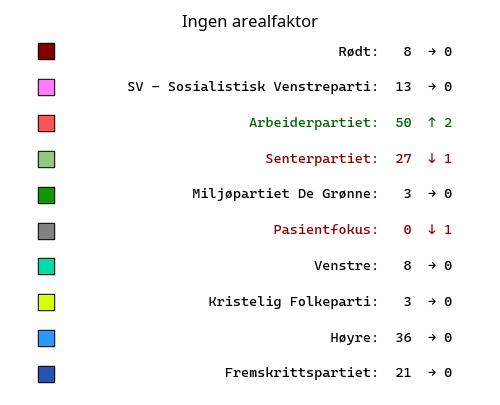 Ingen arealfaktor
Rødt: 8 → 0
SV − Sosialistisk Venstreparti: 13 → 0
Arbeiderpartiet: 50 ↑ 2
Senterpartiet: 27 ↓ 1
Miljøpartiet De Grønne: 3 → 0
Pasientfokus: 0 ↓ 1
Venstre: 8 → 0
Kristelig Folkeparti: 3 → 0
Høyre: 36 → 0
Fremskrittspartiet: 21 → 0